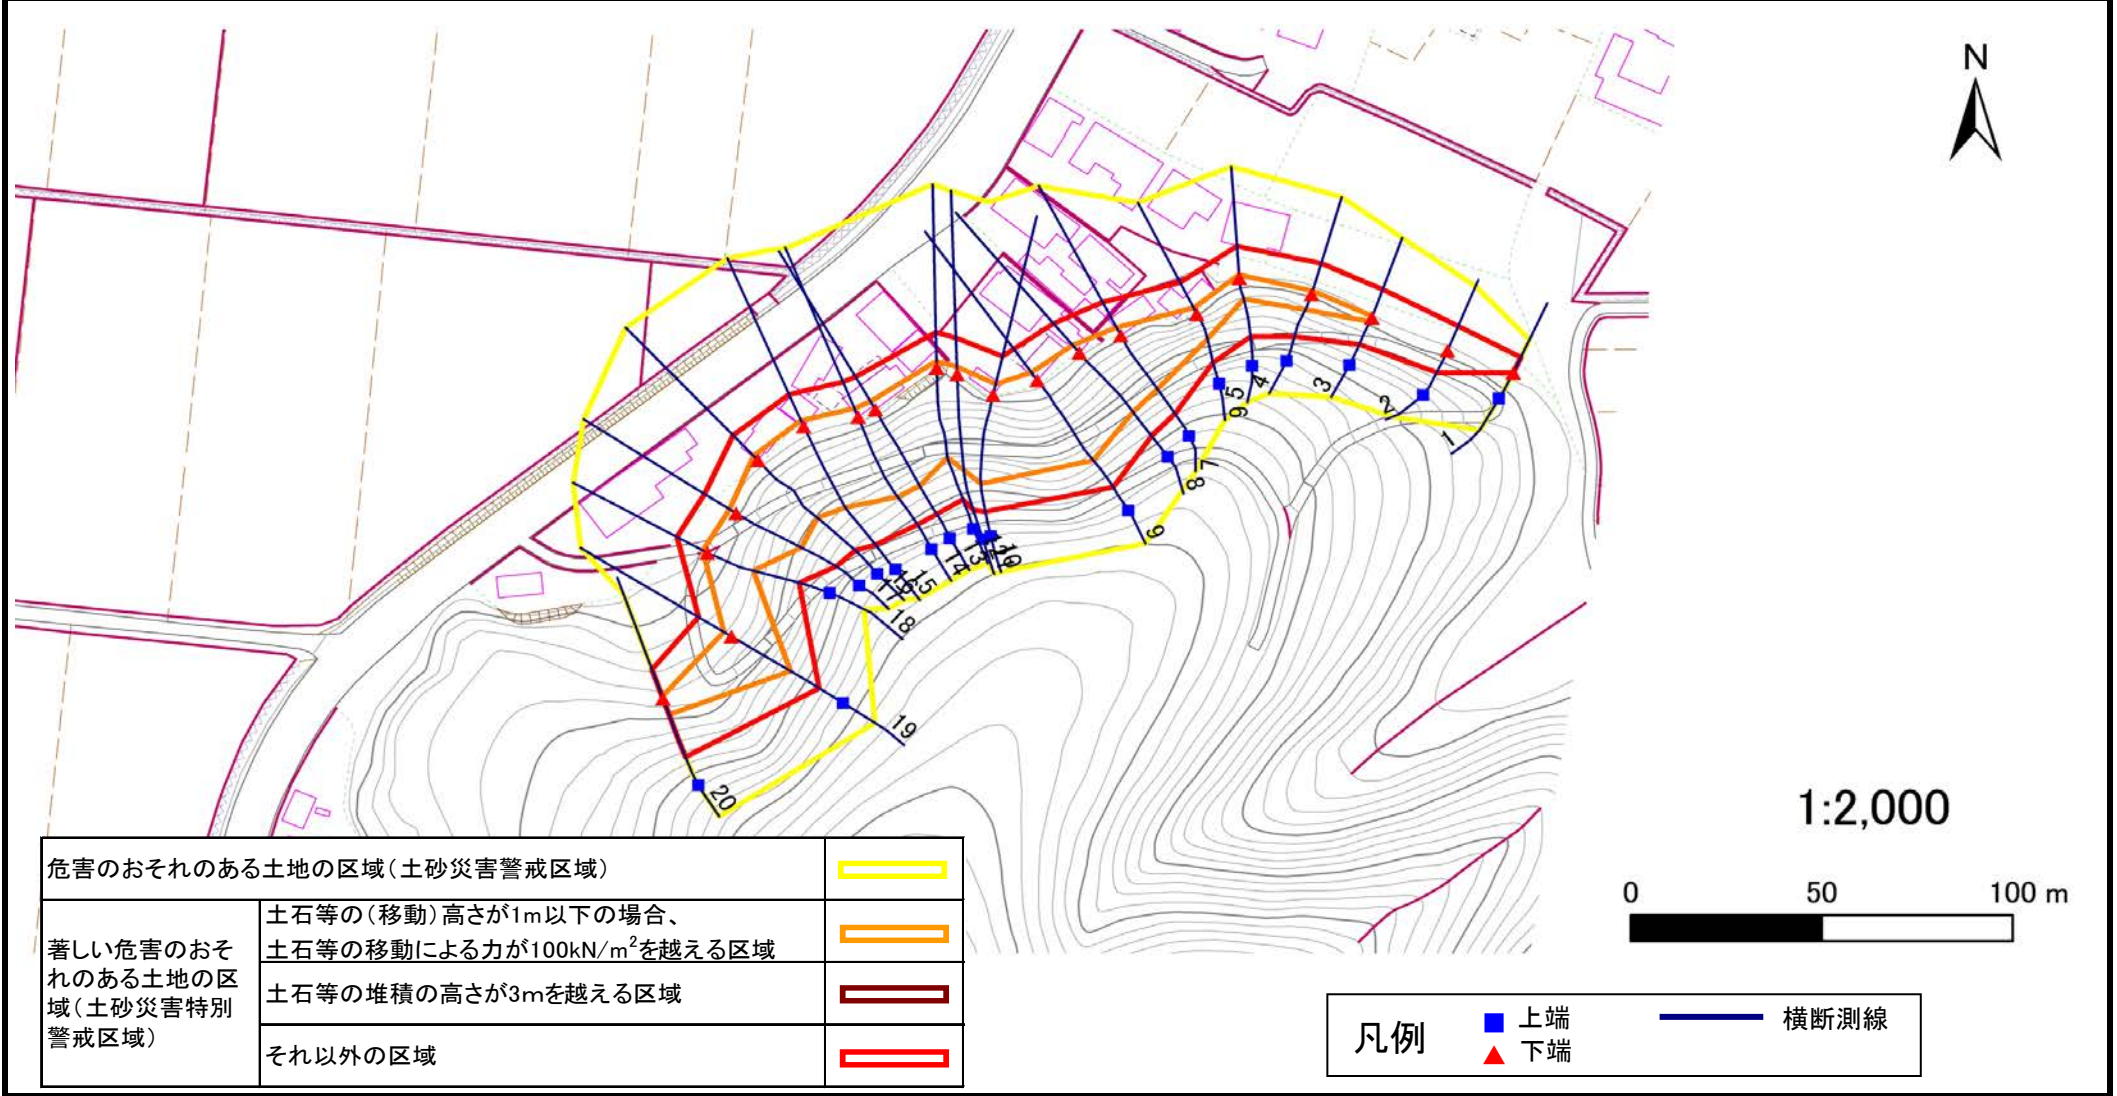 N
5
4
3
2
1
6
7
8
9
10
13
14
15
16
17
18
19
20
1:2,000
0 50 100 m
危害のおそれのある土地の区域(土砂災害警戒区域)
著しい危害のおそ
れのある土地の区
域(土砂災害特別
警戒区域)
土石等の(移動)高さが1m以下の場合、
土石等の移動による力が100kN/m²を越える区域
土石等の堆積の高さが3mを越える区域
それ以外の区域
凡例
上端
下端
横断測線